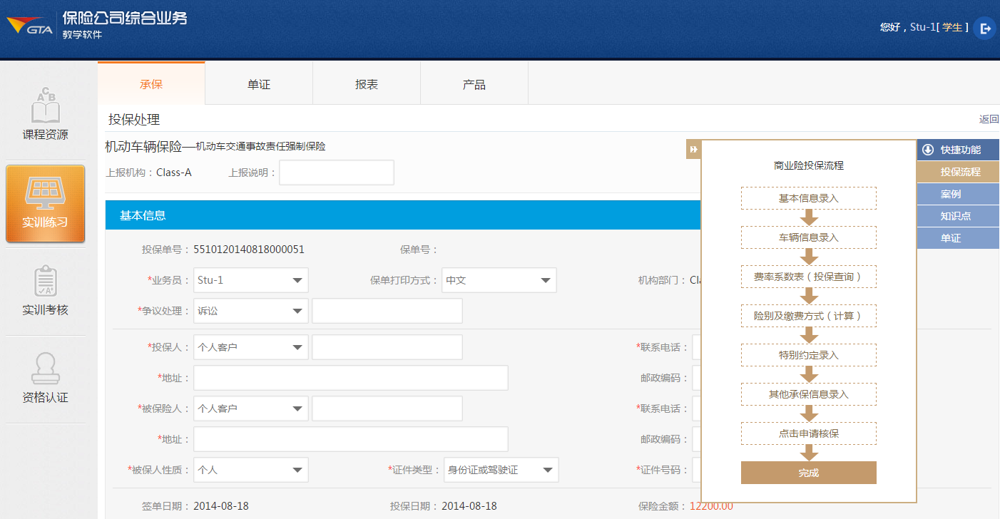 GTA
保险公司综合业务
教学软件
您好，Stu-1[ 学生 ]
A C B
课程资源
实训练习
A+
实训考核
资格认证
承保 单证 报表 产品
投保处理
返回
机动车辆保险—机动车交通事故责任强制保险
上报机构： Class-A 上报说明：
基本信息
投保单号： 5510120140818000051 保单号：
*业务员： Stu-1 保单打印方式： 中文 机构部门：
*争议处理： 诉讼
*投保人： 个人客户 *联系电话：
*地址： 邮政编码：
*被保险人： 个人客户 *联系电话：
*地址： 邮政编码：
*被保人性质： 个人 *证件类型： 身份证或驾驶证 *证件号码：
签单日期： 2014-08-18 投保日期： 2014-08-18 保险金额： 12200.00
商业险投保流程
基本信息录入
车辆信息录入
费率系数表（投保查询）
险别及缴费方式（计算）
特别约定录入
其他承保信息录入
点击申请核保
完成
快捷功能
投保流程
案例
知识点
单证